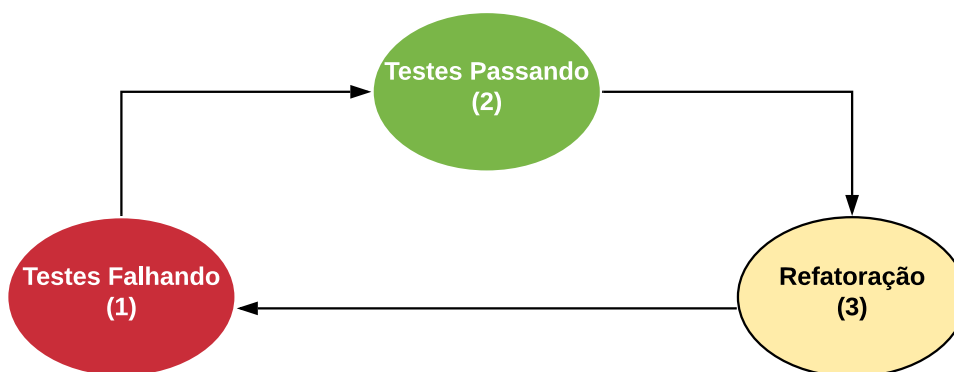 Testes Passando
(2)
Testes Falhando
(1)
Refatoração
(3)